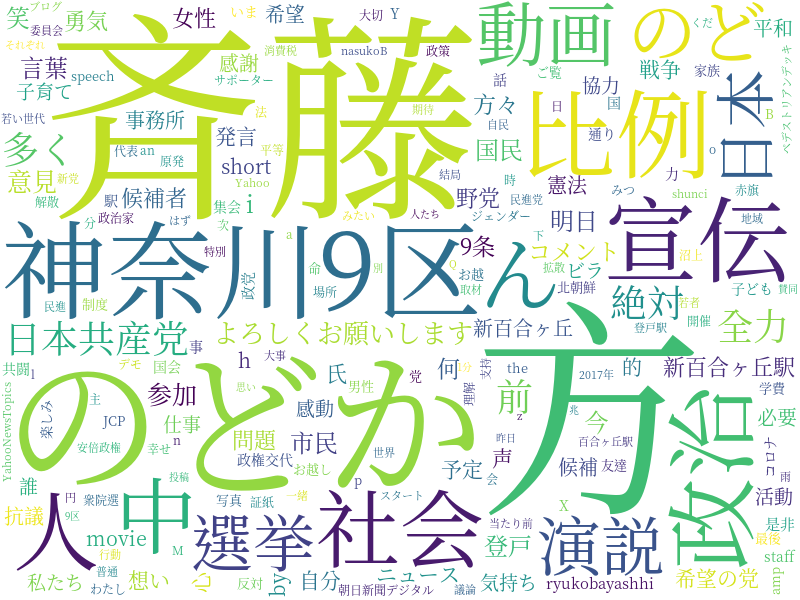 ブログ
笑
委員会
勇気
女性
いま
希望
大切
Y
動画
のど
平和
それぞれ
言葉
speech
斉藤
感謝
サポーター
消費税
nasukoB
政策
ご覧
戦争
家族
ペデストリアンデッキ
くだ
子育て
若い世代
事務所
法
期待
話
方々
協力
日
国
比例
日本
多く
代表
an
発言
平等
自民
通り
B
o
意見
新党
解散
原発
short
Yahoo
結局
国民
時
民進党
みつ
力
shunci
赤旗
駅
候補者
集会
i
みたい
人たち
野党
憲法
ジェンダー
地域
政治家
分
はず
次
a
特別
命
別
Q
下
明日
沼上
神奈川9区
ん
9条
コメント
宣伝
政党
場所
お越
取材
拡散
ビラ
北朝鮮
子ども
賛同
民進
制度
絶対
若者
開催
登戸駅
全力
日本共産党
よろしくお願いします
新百合ヶ丘
事
大事
h
何
的
新百合ヶ丘駅
共闘
l
デモ
国会
氏
男性
党
自分
支持
the
2017年
学費
のどか
方
前
今
必要
YahooNewsTopics
楽しみ
主
JCP
参加
仕事
感動
思い
理解
z
兆
政治
コロナ
安倍政権
幸せ
n
問題
市民
世界
昨日
声
百合ヶ丘駅
雨
誰
政権交代
お越し
予定
会
候補
友達
活動
円
衆院選
投稿
写真
証紙
一緒
p
スタート
当たり前
X
是非
抗議
9区
人
中
movie
選挙
社会
登戸
演説
最後
staff
行動
M
by
心
反対
自分
ニュース
気持ち
ryukobayashhi
希望の党
amp
私たち
普通
わたし
想い
朝日新聞デジタル
議論